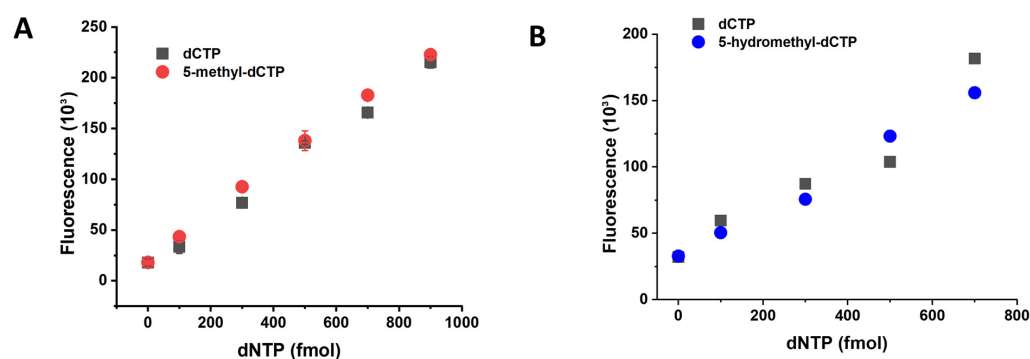 A
dCTP
5-methyl-dCTP
Fluorescence (10³)
250
200
150
100
50
0
0 200 400 600 800 1000
dNTP (fmol)
B
dCTP
5-hydromethyl-dCTP
Fluorescence (10³)
200
150
100
50
0
0 200 400 600 800
dNTP (fmol)